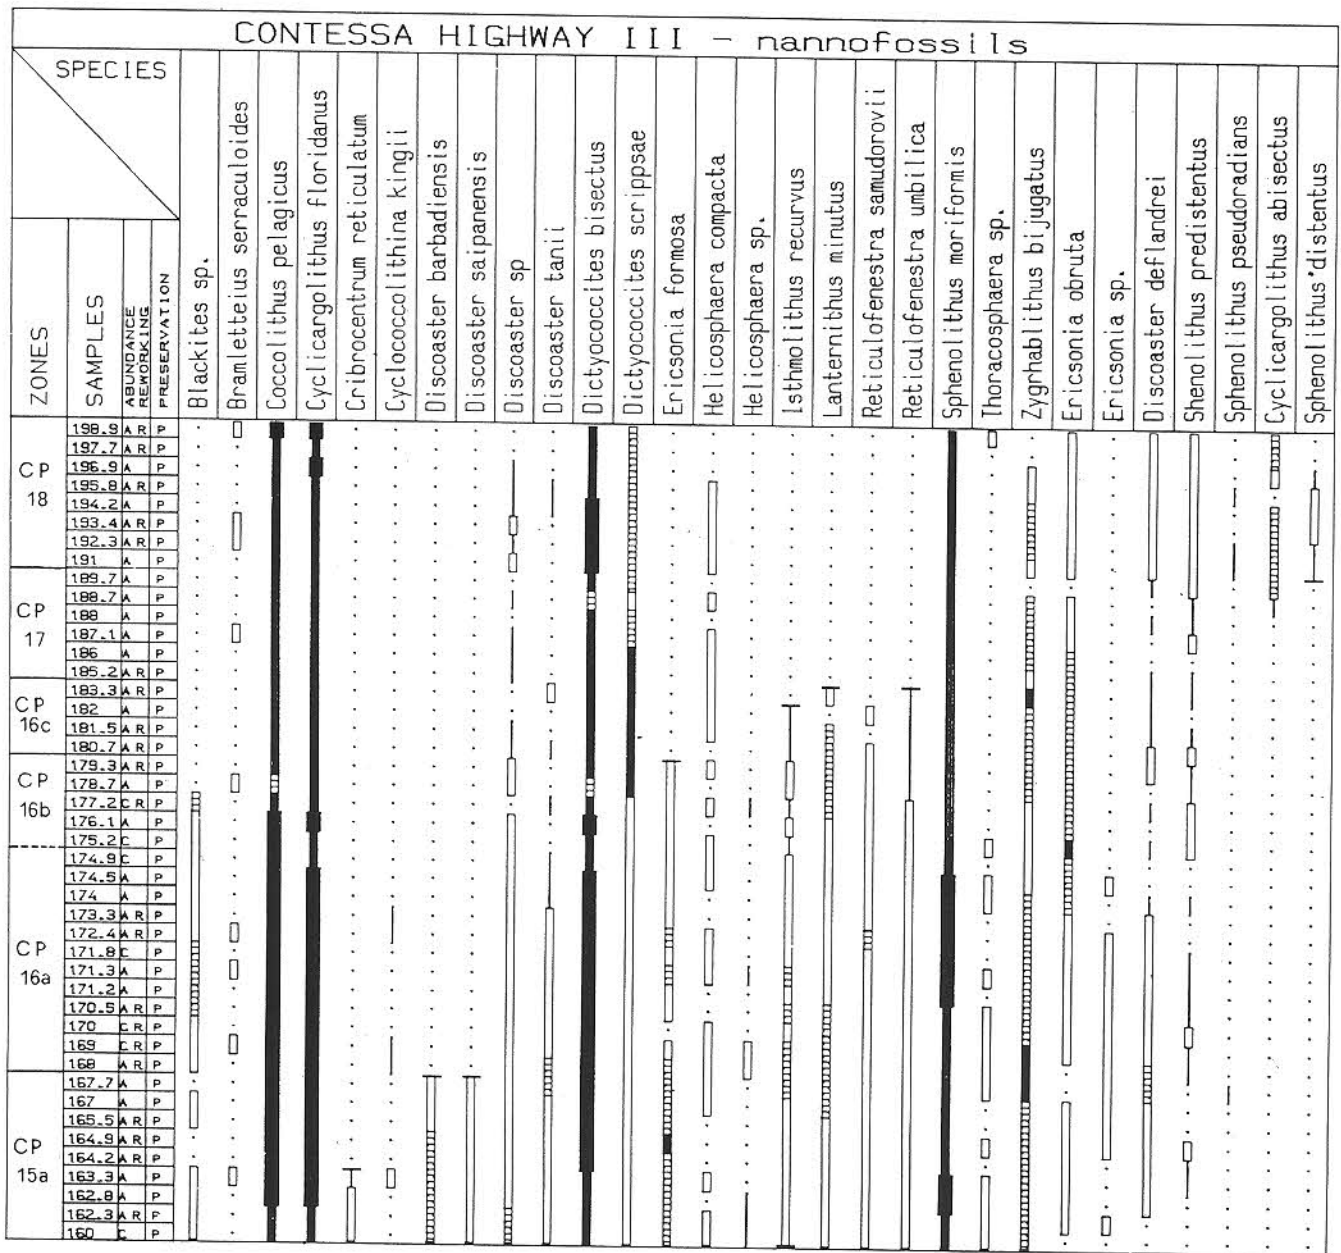 CONTESSA HIGHWAY III - nannofossils
SPECIES
ZONES
SAMPLES
ABUNDANCE
REWORKING
PRESERVATION
Blackites sp.
Bramletteius serraculoides
Coccolithus pelagicus
Cyclicargolithus floridanus
Cribrocentrum reticulatum
Cyclococcolithina kingii
Discoaster barbadiensis
Discoaster saipanensis
Discoaster sp
Discoaster tanii
Dictyococcites bisectus
Dictyococcites scrippsae
Ericsonia formosa
Helicosphaera compacta
Helicosphaera sp.
Isthmolithus recurvus
Lanternithus minutus
Reticulofenestra samudorovii
Reticulofenestra umbilica
Sphenolithus moriformis
Thoracosphaera sp.
Zygrhablithus bijugatus
Ericsonia obruta
Ericsonia sp.
Discoaster deflandrei
Shenolithus predistentus
Sphenolithus pseudoradians
Cyclicargolithus abisectus
Sphenolithus distentus
CP 18
198.9 A R P
197.7 A R P
196.9 A P
195.8 A R P
194.2 A P
193.4 A R P
192.3 A R P
191 A P
CP 17
189.7 A P
188.7 A P
188 A P
187.1 A P
186 A P
185.2 A R P
CP 16c
183.3 A R P
182 A P
181.5 A R P
180.7 A R P
CP 16b
179.3 A R P
178.7 A P
177.2 C R P
176.1 A P
175.2 C P
CP 16a
174.9 C P
174.5 A P
174 A P
173.3 A R P
172.4 A R P
171.8 C P
171.3 A P
171.2 A P
170.5 A R P
170 C R P
169 C R P
168 A R P
CP 15a
167.7 A P
167 A P
165.5 A R P
164.9 A R P
164.2 A R P
163.3 A P
162.8 A P
162.3 A R P
160 C P